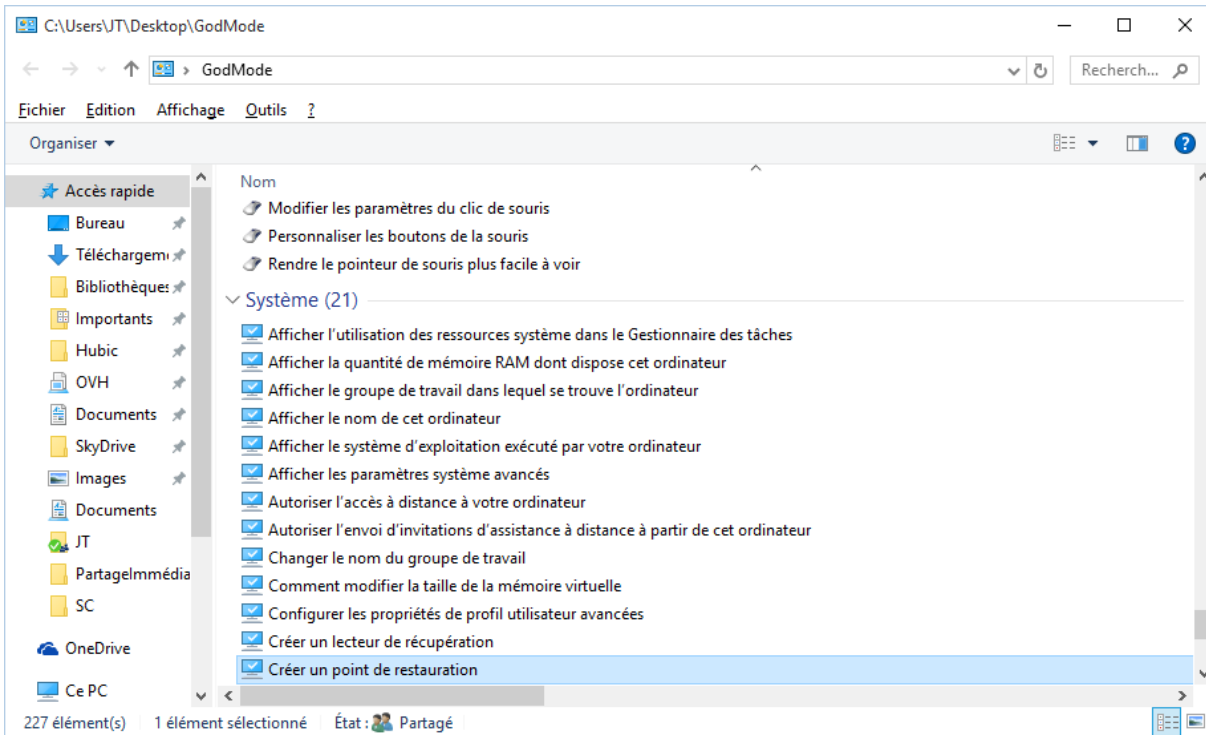 C:\Users\JT\Desktop\GodMode
GodMode
Recherch...
Fichier Edition Affichage Outils ?
Organiser
Accès rapide
Bureau
Téléchargem
Bibliothèques
Importants
Hubic
OVH
Documents
SkyDrive
Images
Documents
JT
PartageImmédia
SC
OneDrive
Ce PC
Nom
Modifier les paramètres du clic de souris
Personnaliser les boutons de la souris
Rendre le pointeur de souris plus facile à voir
Système (21)
Afficher l'utilisation des ressources système dans le Gestionnaire des tâches
Afficher la quantité de mémoire RAM dont dispose cet ordinateur
Afficher le groupe de travail dans lequel se trouve l'ordinateur
Afficher le nom de cet ordinateur
Afficher le système d'exploitation exécuté par votre ordinateur
Afficher les paramètres système avancés
Autoriser l'accès à distance à votre ordinateur
Autoriser l'envoi d'invitations d'assistance à distance à partir de cet ordinateur
Changer le nom du groupe de travail
Comment modifier la taille de la mémoire virtuelle
Configurer les propriétés de profil utilisateur avancées
Créer un lecteur de récupération
Créer un point de restauration
227 élément(s) 1 élément sélectionné État : Partagé